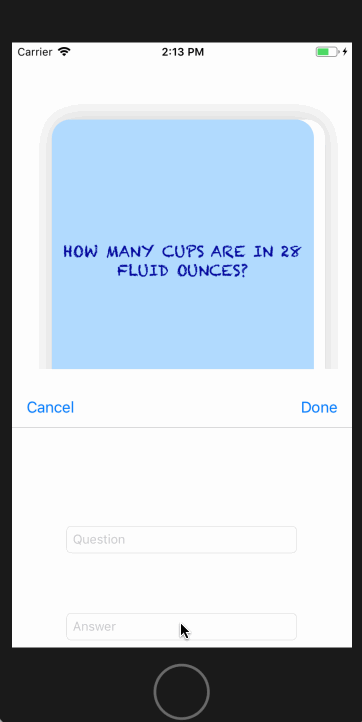 Carrier 2:13 PM
HOW MANY CUPS ARE IN 28
FLUID OUNCES?
Cancel Done
Question
Answer